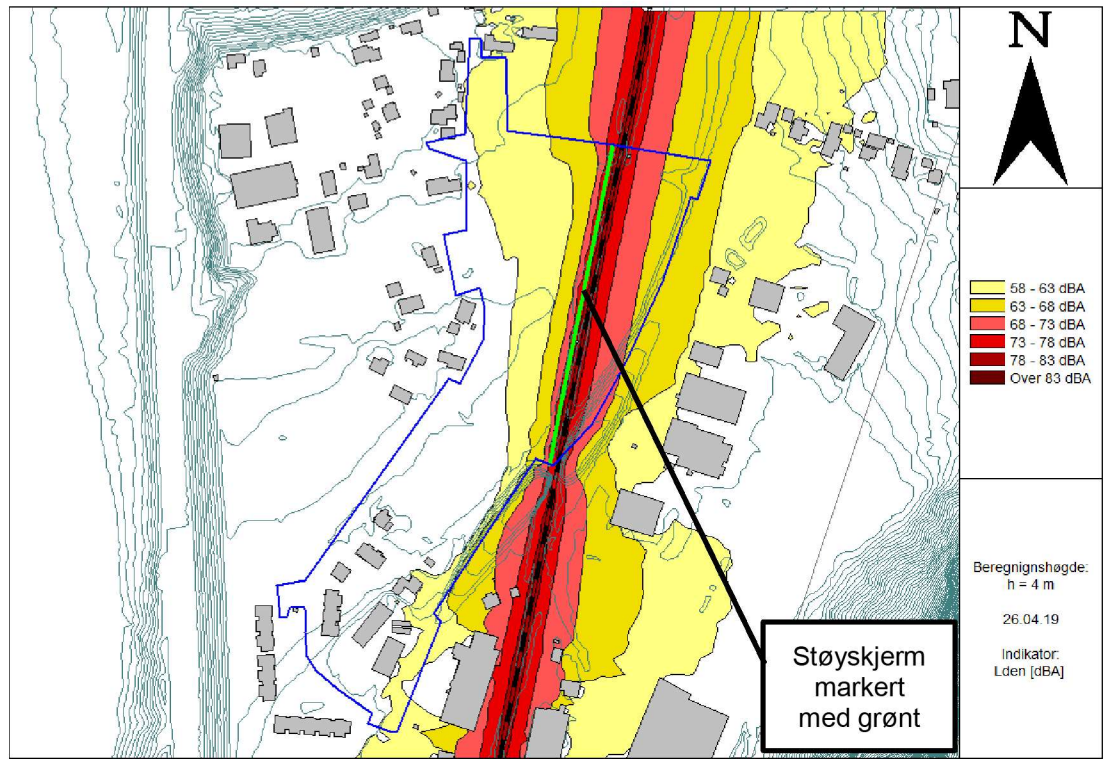 N
58 - 63 dBA
63 - 68 dBA
68 - 73 dBA
73 - 78 dBA
78 - 83 dBA
Over 83 dBA
Beregnignshøgde:
h = 4 m
26.04.19
Indikator:
Lden [dBA]
Støyskjerm
markert
med grønt